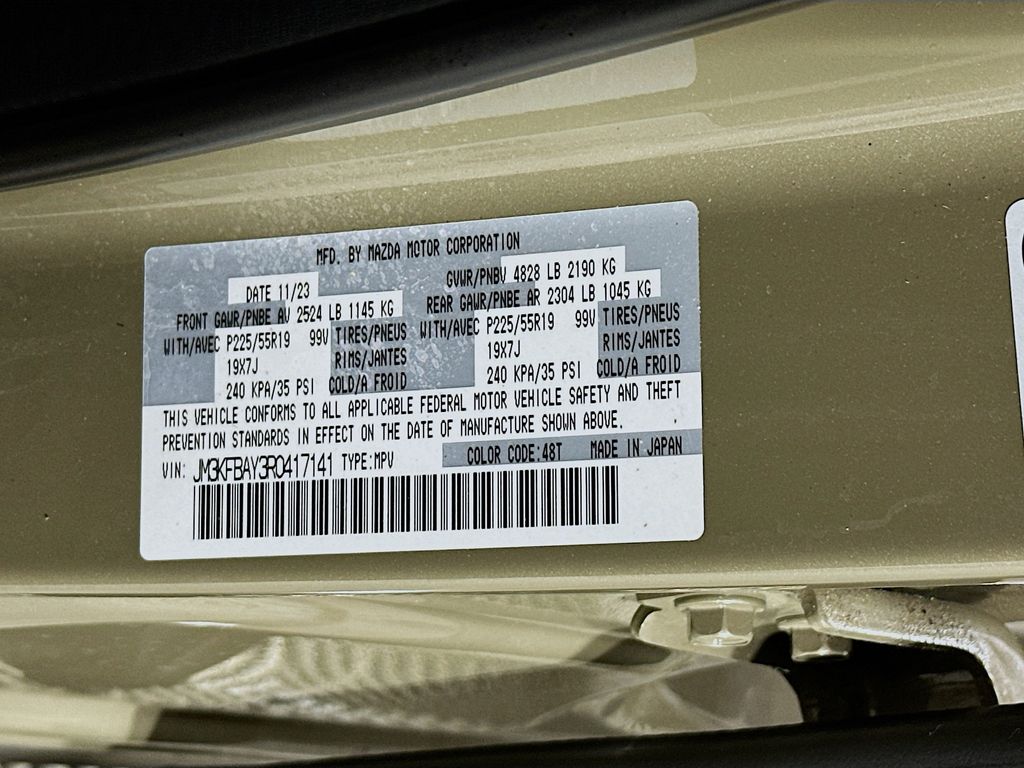 MFD. BY MAZDA MOTOR CORPORATION
DATE 11/23
GVWR/PNBV 4828 LB 2190 KG
FRONT GAWR/PNBE AV 2524 LB 1145 KG
REAR GAWR/PNBE AR 2304 LB 1045 KG
WITH/AVEC P225/55R19 99V TIRES/PNEUS
WITH/AVEC P225/55R19 99V TIRES/PNEUS
19X7J RIMS/JANTES
19X7J RIMS/JANTES
240 KPA/35 PSI COLD/A FROID
240 KPA/35 PSI COLD/A FROID
THIS VEHICLE CONFORMS TO ALL APPLICABLE FEDERAL MOTOR VEHICLE SAFETY AND THEFT
PREVENTION STANDARDS IN EFFECT ON THE DATE OF MANUFACTURE SHOWN ABOVE.
VIN: JM3KFBAY3R0417141 TYPE:MPV
COLOR CODE:48T MADE IN JAPAN